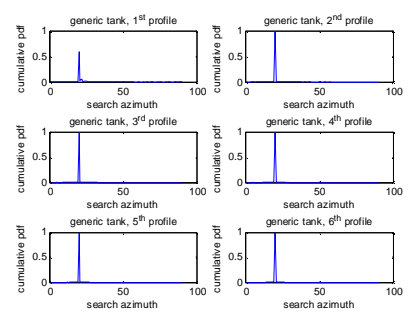 generic tank, 1st profile
generic tank, 2nd profile
cumulative pdf
1
0.5
0
0 50 100
search azimuth
cumulative pdf
1
0.5
0
0 50 100
search azimuth
generic tank, 3rd profile
generic tank, 4th profile
cumulative pdf
1
0.5
0
0 50 100
search azimuth
cumulative pdf
1
0.5
0
0 50 100
search azimuth
generic tank, 5th profile
generic tank, 6th profile
cumulative pdf
1
0.5
0
0 50 100
search azimuth
cumulative pdf
1
0.5
0
0 50 100
search azimuth